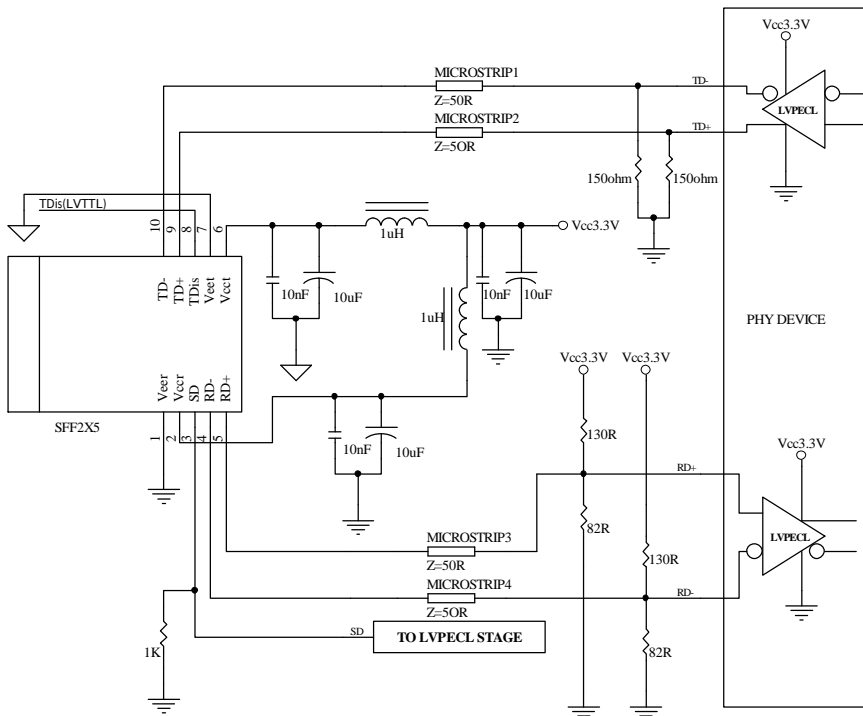 Vcc3.3V
MICROSTRIP1
TD-
Z=50R
LVPECL
MICROSTRIP2
TD+
Z=5OR
150ohm
150ohm
TDis(LVTTL)
10
9
8
7
6
1uH
Vcc3.3V
TD-
TD+
TDis
Veet
Vcct
10nF
10uF
10nF
10uF
1uH
PHY DEVICE
Veer
Vccr
SD
RD-
RD+
Vcc3.3V
Vcc3.3V
SFF2X5
1
2
3
4
5
10nF
10uF
130R
Vcc3.3V
RD+
82R
LVPECL
MICROSTRIP3
Z=50R
130R
MICROSTRIP4
RD-
Z=5OR
SD
TO LVPECL STAGE
1K
82R